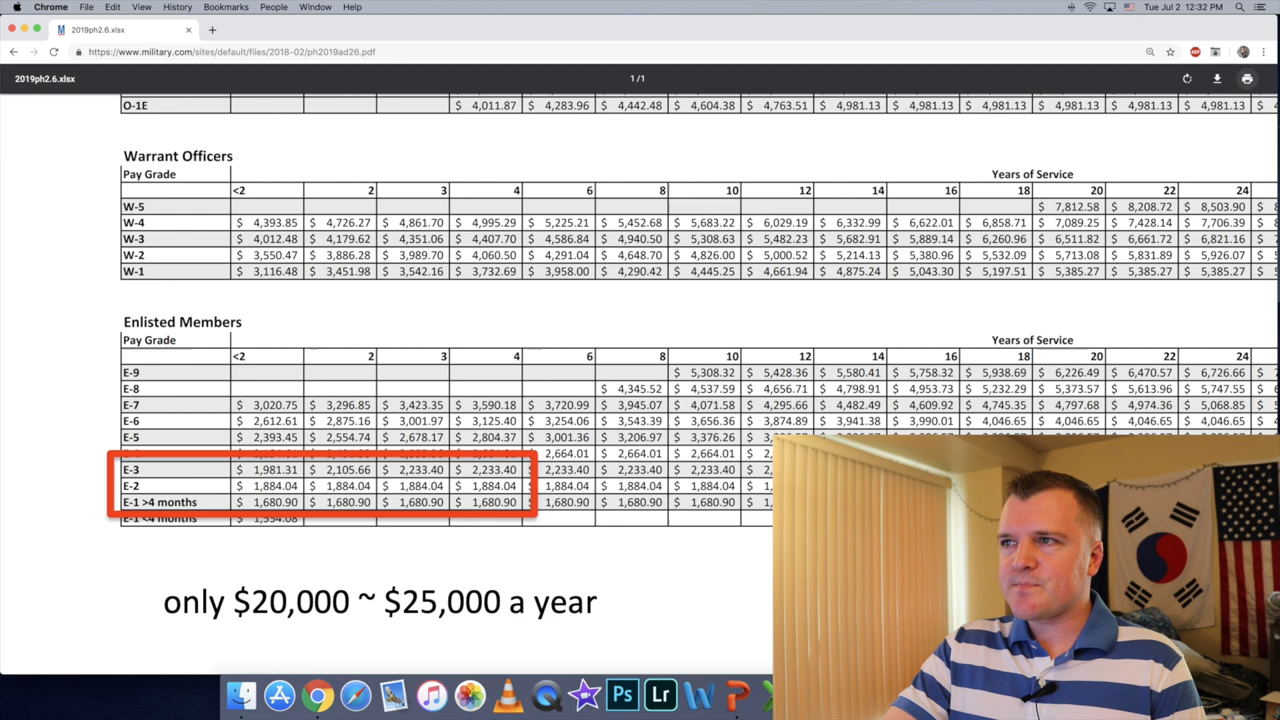 Chrome File Edit View History Bookmarks People Window Help Tue Jul 2 12:32 PM
2019ph2.6.xlsx
https://www.military.com/sites/default/files/2018-02/ph2019ad26.pdf
2019ph2.6.xlsx 1 / 1
O-1E $ 4,011.87 $ 4,283.96 $ 4,442.48 $ 4,604.38 $ 4,763.51 $ 4,981.13 $ 4,981.13 $ 4,981.13 $ 4,981.13 $ 4,981.13 $
Warrant Officers
Pay Grade Years of Service
<2 2 3 4 6 8 10 12 14 16 18 20 22 24
W-5 $ 7,812.58 $ 8,208.72 $ 8,503.90 $
W-4 $ 4,393.85 $ 4,726.27 $ 4,861.70 $ 4,995.29 $ 5,225.21 $ 5,452.68 $ 5,683.22 $ 6,029.19 $ 6,332.99 $ 6,622.01 $ 6,858.71 $ 7,089.25 $ 7,428.14 $ 7,706.39 $
W-3 $ 4,012.48 $ 4,179.62 $ 4,351.06 $ 4,407.70 $ 4,586.84 $ 4,940.50 $ 5,308.63 $ 5,482.23 $ 5,682.91 $ 5,889.14 $ 6,260.96 $ 6,511.82 $ 6,661.72 $ 6,821.16 $
W-2 $ 3,550.47 $ 3,886.28 $ 3,989.70 $ 4,060.50 $ 4,291.04 $ 4,648.70 $ 4,826.00 $ 5,000.52 $ 5,214.13 $ 5,380.96 $ 5,532.09 $ 5,713.08 $ 5,831.89 $ 5,926.07 $
W-1 $ 3,116.48 $ 3,451.98 $ 3,542.16 $ 3,732.69 $ 3,958.00 $ 4,290.42 $ 4,445.25 $ 4,661.94 $ 4,875.24 $ 5,043.30 $ 5,197.51 $ 5,385.27 $ 5,385.27 $ 5,385.27 $
Enlisted Members
Pay Grade Years of Service
<2 2 3 4 6 8 10 12 14 16 18 20 22 24
E-9 $ 5,308.32 $ 5,428.36 $ 5,580.41 $ 5,758.32 $ 5,938.69 $ 6,226.49 $ 6,470.57 $ 6,726.66 $
E-8 $ 4,345.52 $ 4,537.59 $ 4,656.71 $ 4,798.91 $ 4,953.73 $ 5,232.29 $ 5,373.57 $ 5,613.96 $ 5,747.55 $
E-7 $ 3,020.75 $ 3,296.85 $ 3,423.35 $ 3,590.18 $ 3,720.99 $ 3,945.07 $ 4,071.58 $ 4,295.66 $ 4,482.49 $ 4,609.92 $ 4,745.35 $ 4,797.68 $ 4,974.36 $ 5,068.85 $
E-6 $ 2,612.61 $ 2,875.16 $ 3,001.97 $ 3,125.40 $ 3,254.06 $ 3,543.39 $ 3,656.36 $ 3,874.89 $ 3,941.38 $ 3,990.01 $ 4,046.65 $ 4,046.65 $ 4,046.65 $ 4,046.65 $
E-5 $ 2,393.45 $ 2,554.74 $ 2,678.17 $ 2,804.37 $ 3,001.36 $ 3,206.97 $ 3,376.26 $
2,664.01 $ 2,664.01 $ 2,664.01 $
E-3 $ 1,981.31 $ 2,105.66 $ 2,233.40 $ 2,233.40 $ 2,233.40 $ 2,233.40 $ 2,233.40 $
E-2 $ 1,884.04 $ 1,884.04 $ 1,884.04 $ 1,884.04 $ 1,884.04 $ 1,884.04 $ 1,884.04 $
E-1 >4 months $ 1,680.90 $ 1,680.90 $ 1,680.90 $ 1,680.90 $ 1,680.90 $ 1,680.90 $ 1,680.90 $
E-1 <4 months $ 1,554.08
only $20,000 ~ $25,000 a year
Ps Lr W P X